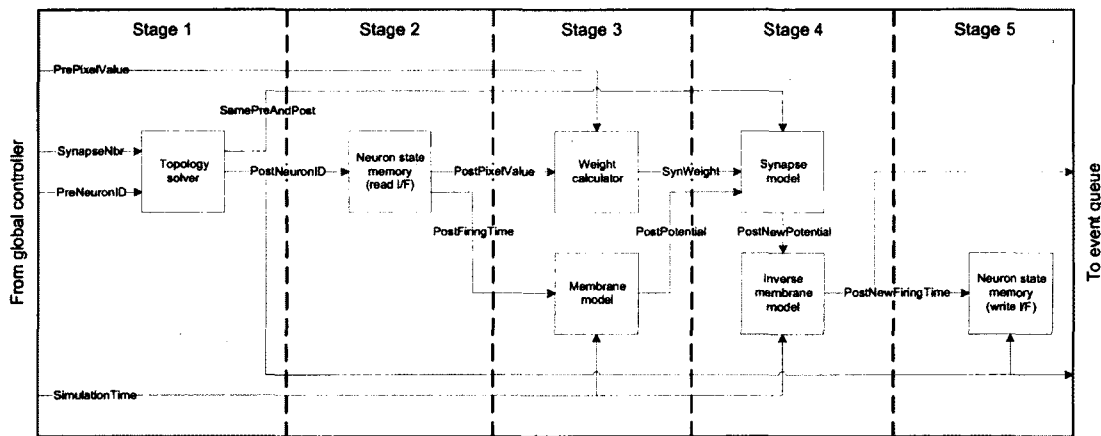 Stage 1
Stage 2
Stage 3
Stage 4
Stage 5
PrePixelValue
SamePreAndPost
SynapseNbr
PreNeuronID
Topology
solver
PostNeuronID
Neuron state
memory
(read I/F)
PostPixelValue
PostFiringTime
Weight
calculator
SynWeight
Synapse
model
PostPotential
PostNewPotential
Membrane
model
Inverse
membrane
model
PostNewFiringTime
Neuron state
memory
(write I/F)
SimulationTime
From global controller
To event queue